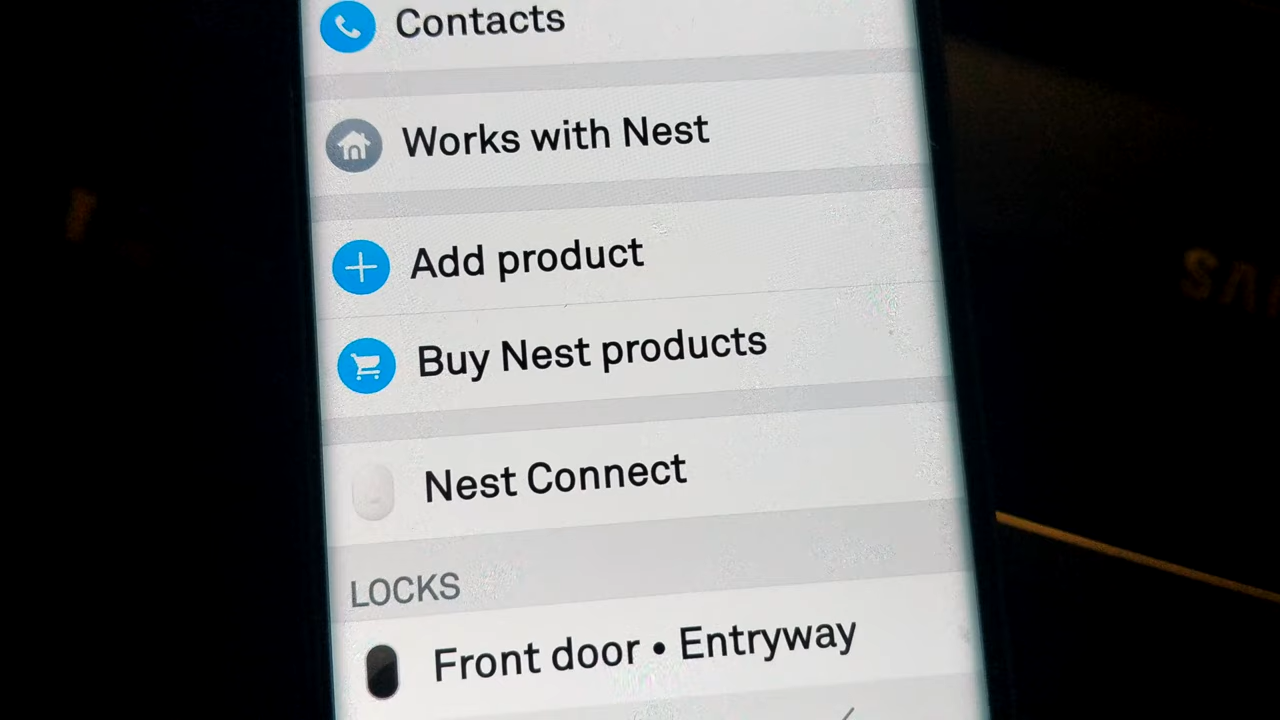 Contacts
Works with Nest
Add product
Buy Nest products
Nest Connect
LOCKS
Front door • Entryway